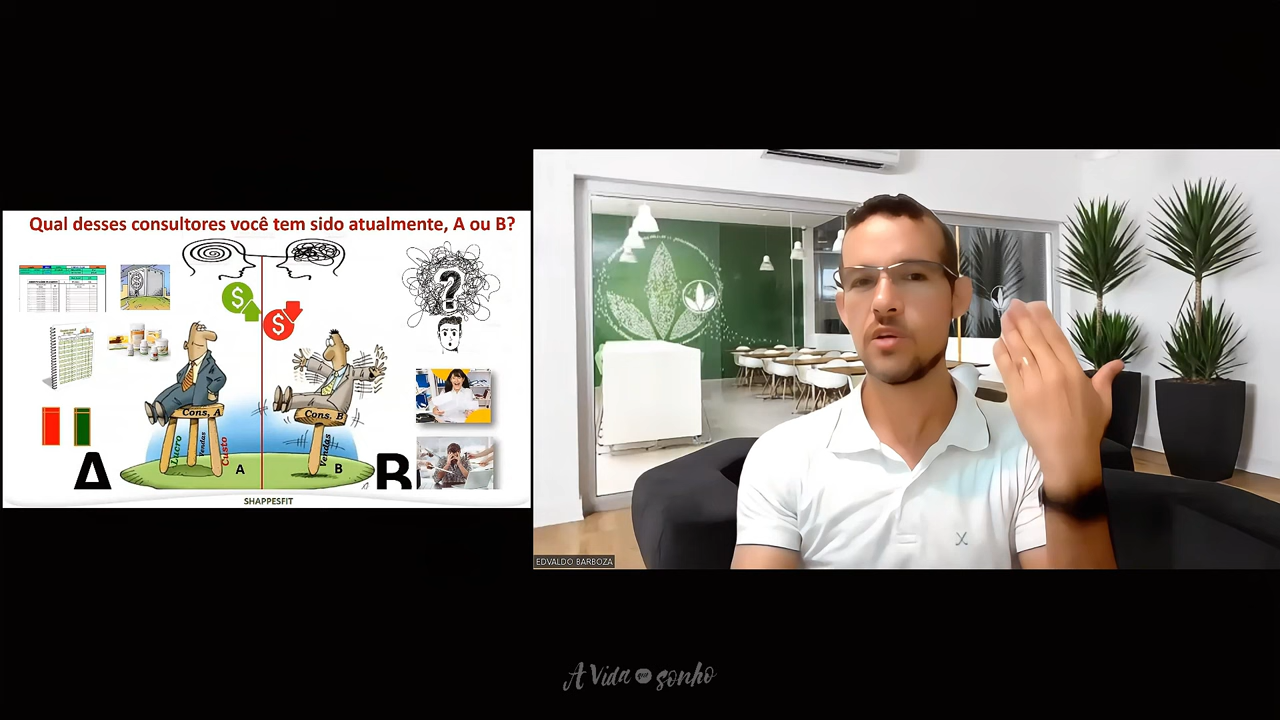 Qual desses consultores você tem sido atualmente, A ou B?
$
$
?
Cons. A
Cons. B
Lucro
Vendas
Custo
Vendas
A
B
A
B
SHAPPESFIT
EDVALDO BARBOZA
A Vida que sonho